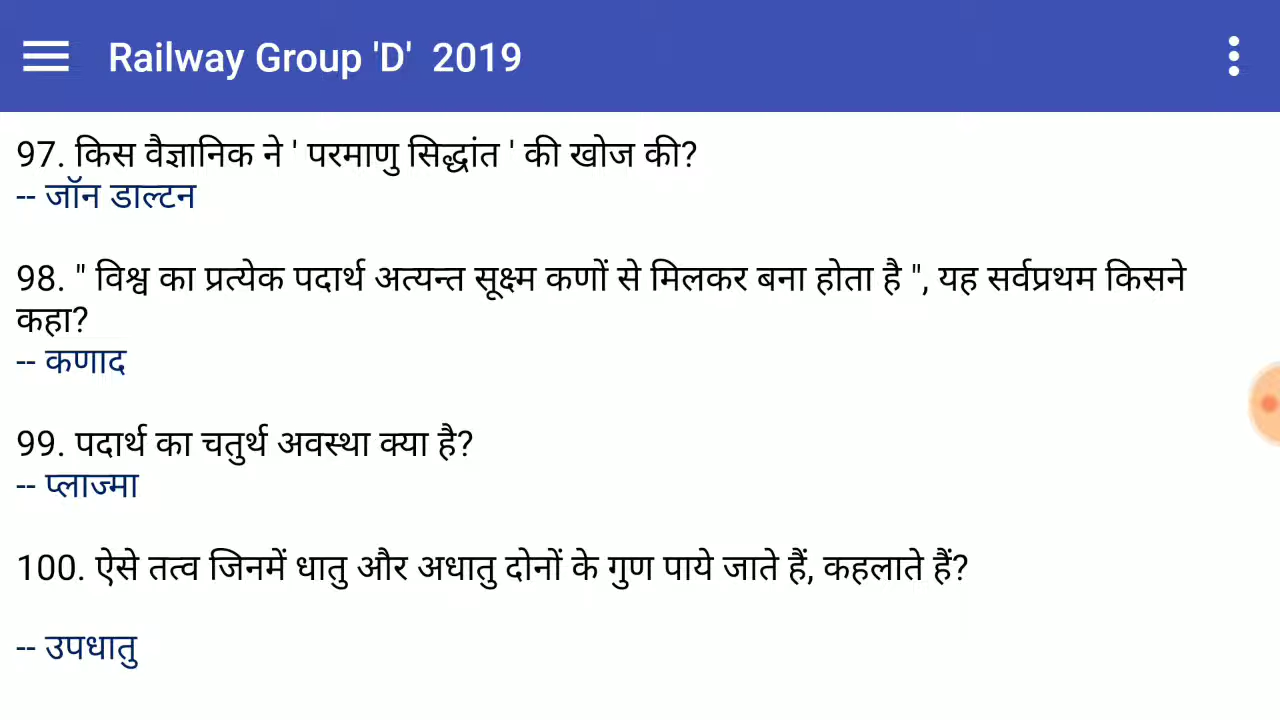 Railway Group 'D' 2019
97. किस वैज्ञानिक ने ' परमाणु सिद्धांत ' की खोज की?
-- जॉन डाल्टन
98. " विश्व का प्रत्येक पदार्थ अत्यन्त सूक्ष्म कणों से मिलकर बना होता है ", यह सर्वप्रथम किसने
कहा?
-- कणाद
99. पदार्थ का चतुर्थ अवस्था क्या है?
-- प्लाज्मा
100. ऐसे तत्व जिनमें धातु और अधातु दोनों के गुण पाये जाते हैं, कहलाते हैं?
-- उपधातु